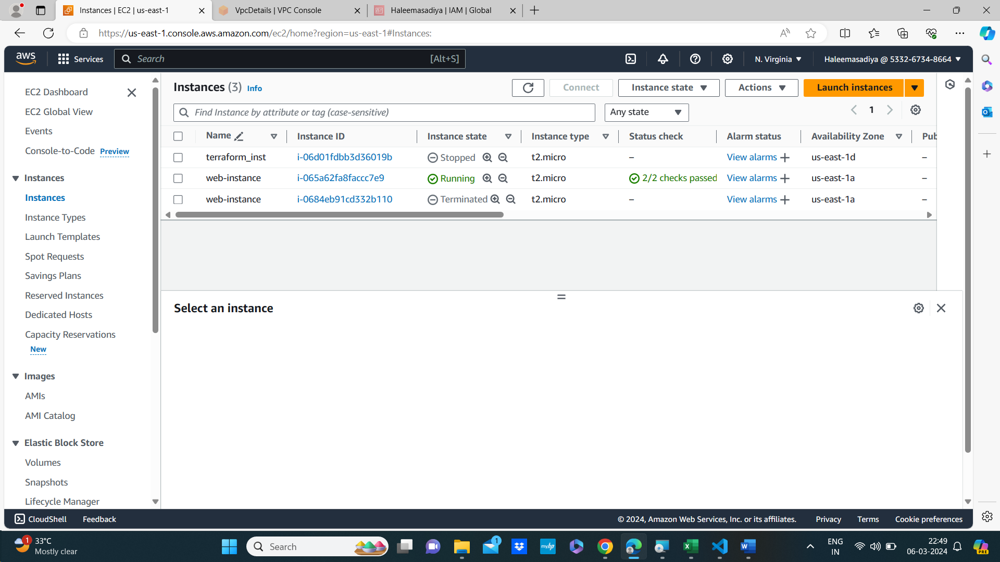 Instances | EC2 | us-east-1
VpcDetails | VPC Console
Haleemasadiya | IAM | Global
https://us-east-1.console.aws.amazon.com/ec2/home?region=us-east-1#Instances:
aws
Services
Search
[Alt+S]
N. Virginia
Haleemasadiya @ 5332-6734-8664
EC2 Dashboard
EC2 Global View
Events
Console-to-Code Preview
Instances
Instances
Instance Types
Launch Templates
Spot Requests
Savings Plans
Reserved Instances
Dedicated Hosts
Capacity Reservations
New
Images
AMIs
AMI Catalog
Elastic Block Store
Volumes
Snapshots
Lifecycle Manager
Instances (3) Info
Connect
Instance state
Actions
Launch instances
Find Instance by attribute or tag (case-sensitive)
Any state
1
Name Instance ID Instance state Instance type Status check Alarm status Availability Zone Pub
terraform_inst i-06d01fdbb3d36019b Stopped t2.micro – View alarms + us-east-1d –
web-instance i-065a62fa8faccc7e9 Running t2.micro 2/2 checks passed View alarms + us-east-1a –
web-instance i-0684eb91cd332b110 Terminated t2.micro – View alarms + us-east-1a –
Select an instance
CloudShell
Feedback
© 2024, Amazon Web Services, Inc. or its affiliates.
Privacy
Terms
Cookie preferences
1
33°C
Mostly clear
Search
1
myhp
ENG
IN
22:49
06-03-2024
PRE